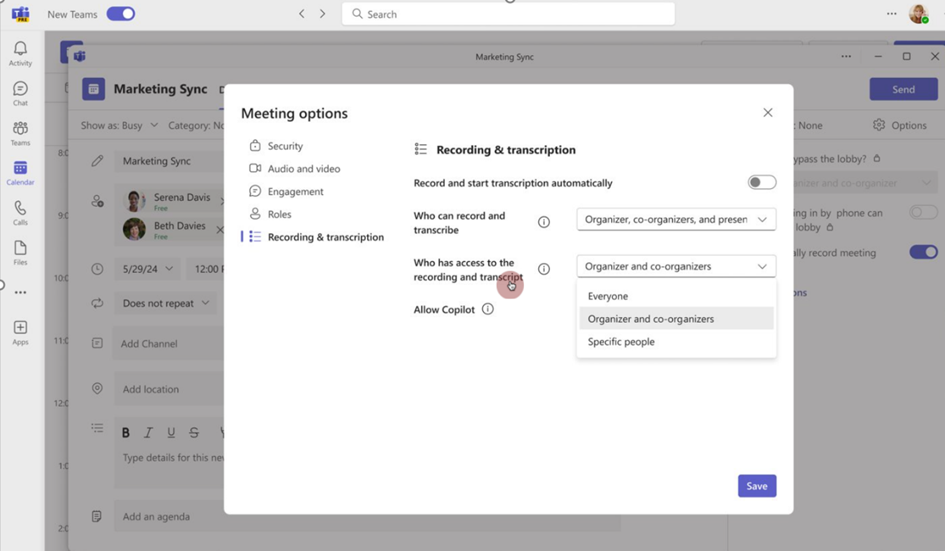 New Teams
Search
PRE
Activity
Chat
Teams
Calendar
Calls
Files
Apps
Marketing Sync
Marketing Sync
Send
Show as: Busy
Category:
: None
Options
Marketing Sync
Serena Davis
Free
Beth Davies
Free
5/29/24
12:00
Does not repeat
Add Channel
Add location
B I U S
Type details for this
Add an agenda
Meeting options
Security
Audio and video
Engagement
Roles
Recording & transcription
Recording & transcription
Record and start transcription automatically
Who can record and
transcribe
Organizer, co-organizers, and presen
Who has access to the
recording and transcript
Organizer and co-organizers
Everyone
Organizer and co-organizers
Specific people
Allow Copilot
Save
ypass the lobby?
nizer and co-organizer
ing in by phone can
lobby
ally record meeting
ons